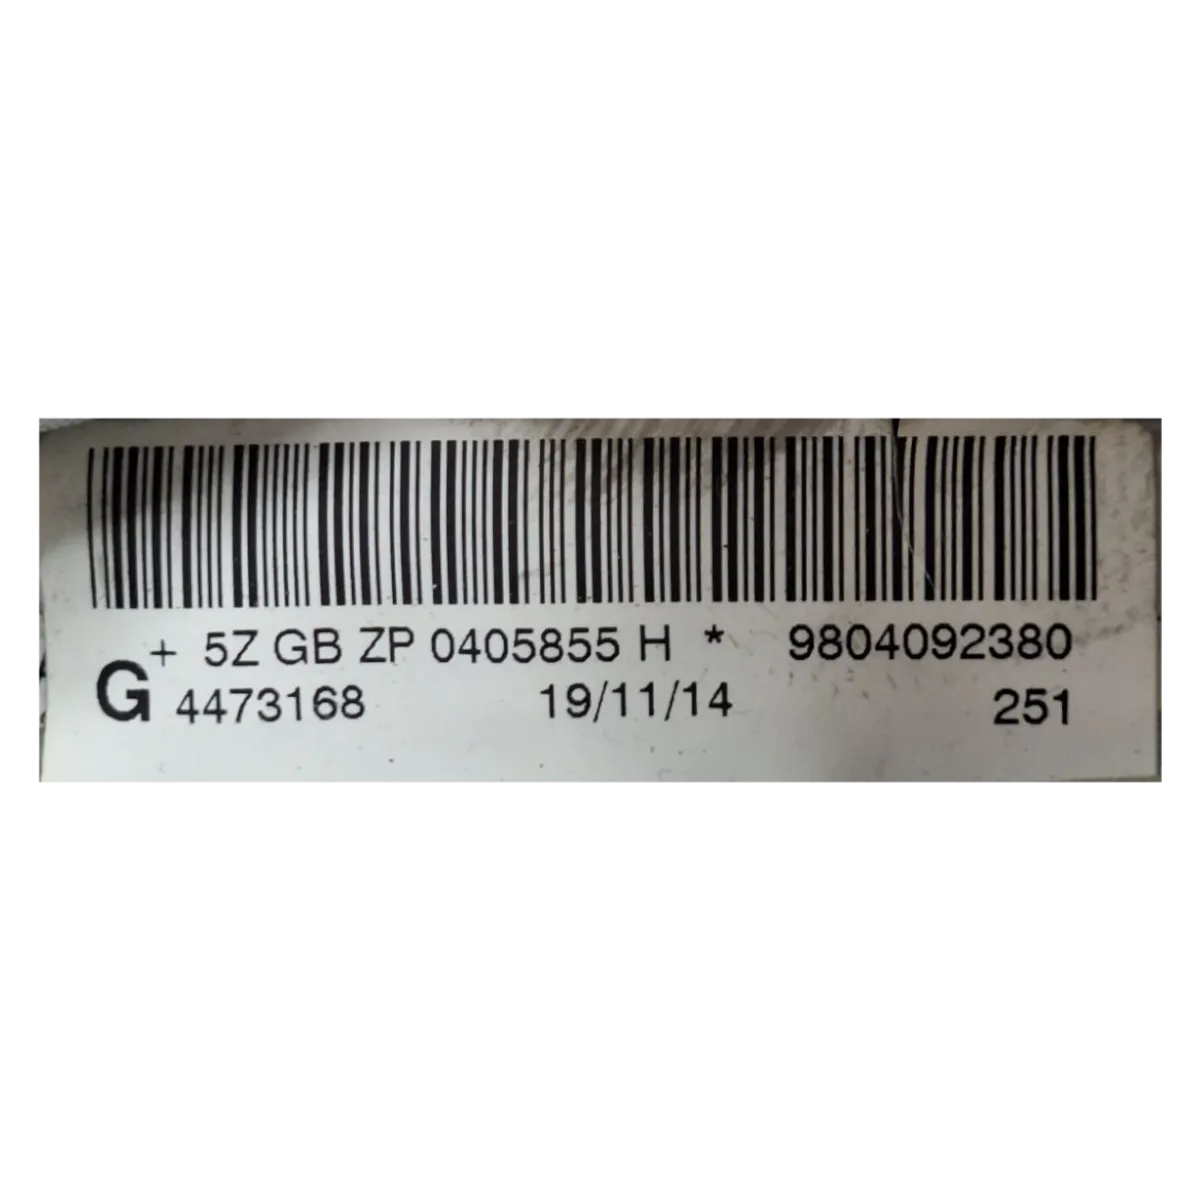 + 5Z GB ZP 0405855 H * 9804092380
G 4473168 19/11/14 251